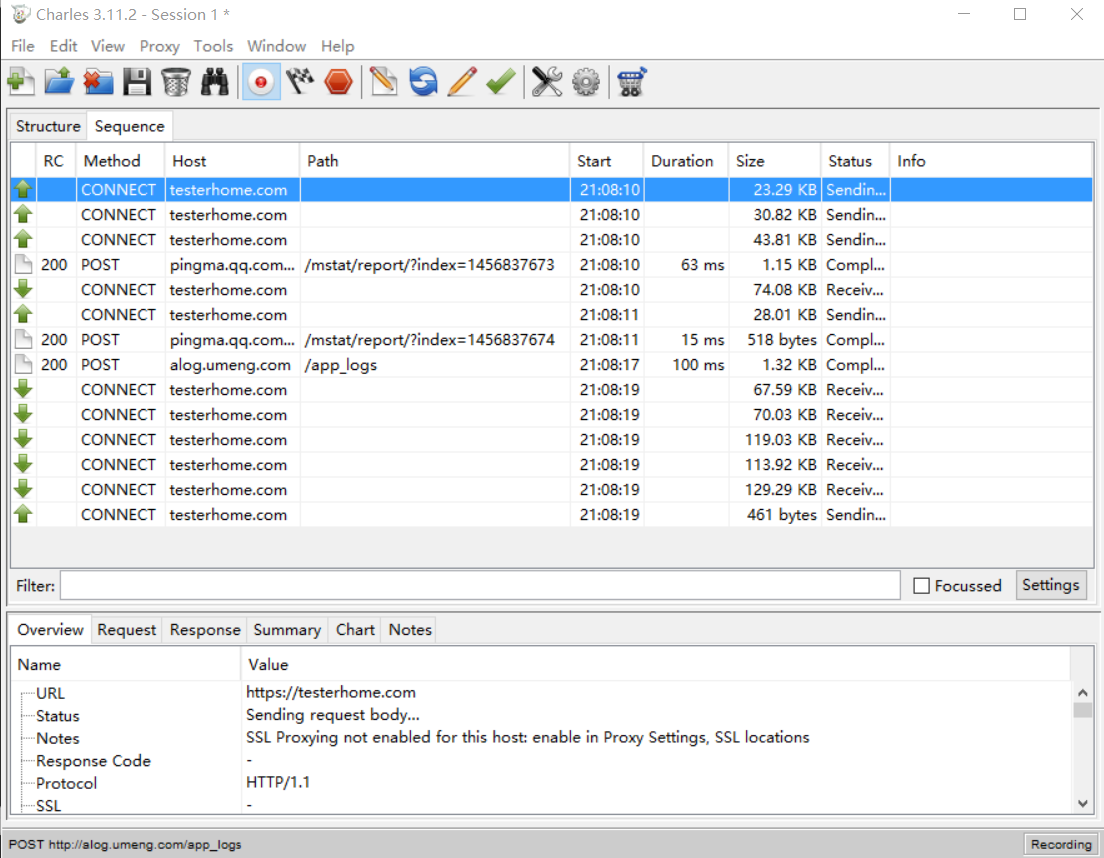 Charles 3.11.2 - Session 1 *
File Edit View Proxy Tools Window Help
Structure Sequence
RC Method Host Path Start Duration Size Status Info
CONNECT testerhome.com 21:08:10 23.29 KB Sendin...
CONNECT testerhome.com 21:08:10 30.82 KB Sendin...
CONNECT testerhome.com 21:08:10 43.81 KB Sendin...
200 POST pingma.qq.com... /mstat/report/?index=1456837673 21:08:10 63 ms 1.15 KB Compl...
CONNECT testerhome.com 21:08:10 74.08 KB Receiv...
CONNECT testerhome.com 21:08:11 28.01 KB Sendin...
200 POST pingma.qq.com... /mstat/report/?index=1456837674 21:08:11 15 ms 518 bytes Compl...
200 POST alog.umeng.com /app_logs 21:08:17 100 ms 1.32 KB Compl...
CONNECT testerhome.com 21:08:19 67.59 KB Receiv...
CONNECT testerhome.com 21:08:19 70.03 KB Receiv...
CONNECT testerhome.com 21:08:19 119.03 KB Receiv...
CONNECT testerhome.com 21:08:19 113.92 KB Receiv...
CONNECT testerhome.com 21:08:19 129.29 KB Receiv...
CONNECT testerhome.com 21:08:19 461 bytes Sendin...
Filter: Focussed Settings
Overview Request Response Summary Chart Notes
Name Value
URL https://testerhome.com
Status Sending request body...
Notes SSL Proxying not enabled for this host: enable in Proxy Settings, SSL locations
Response Code -
Protocol HTTP/1.1
SSL -
POST http://alog.umeng.com/app_logs Recording